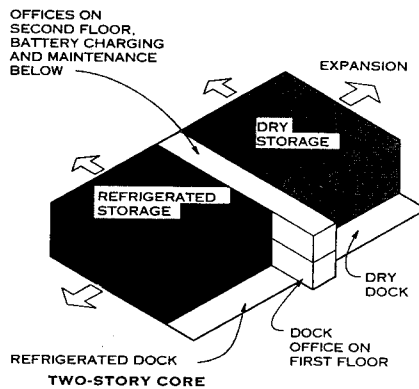 OFFICES ON
SECOND FLOOR,
BATTERY CHARGING
AND MAINTENANCE
BELOW
EXPANSION
DRY
STORAGE
REFRIGERATED
STORAGE
DRY
DOCK
DOCK
OFFICE ON
FIRST FLOOR
REFRIGERATED DOCK
TWO-STORY CORE